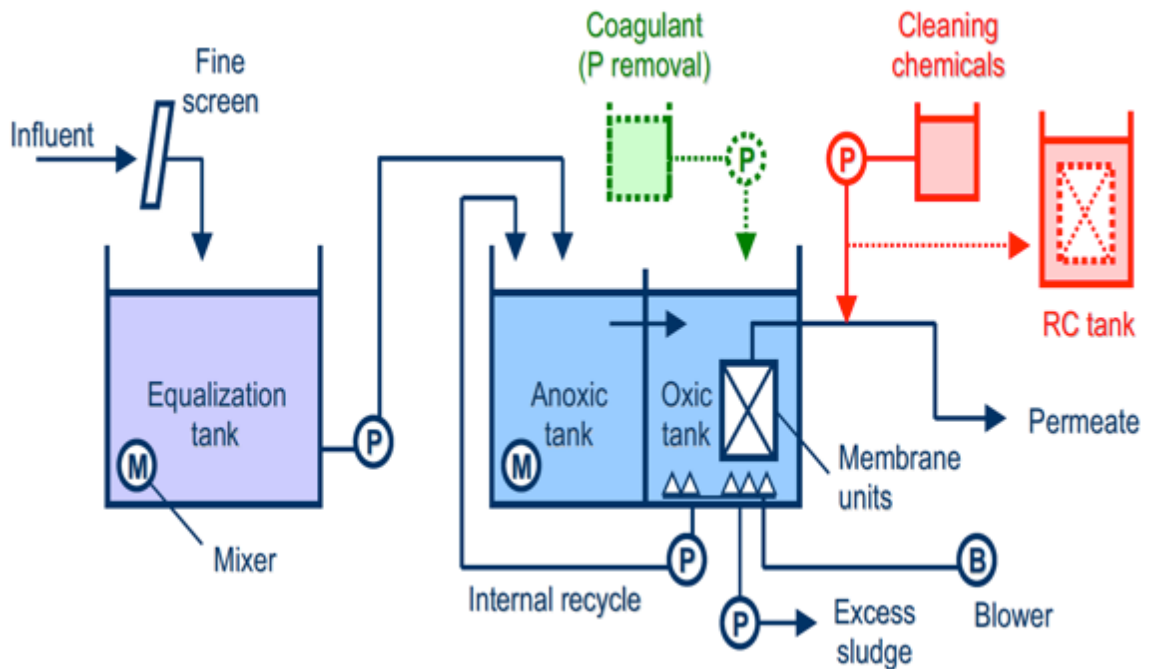 Coagulant
(P removal)
Cleaning
chemicals
Fine
screen
Influent
P
P
RC tank
Equalization
tank
M
P
Mixer
Anoxic
tank
M
Oxic
tank
Permeate
Membrane
units
P
Internal recycle
P
Excess
sludge
B
Blower